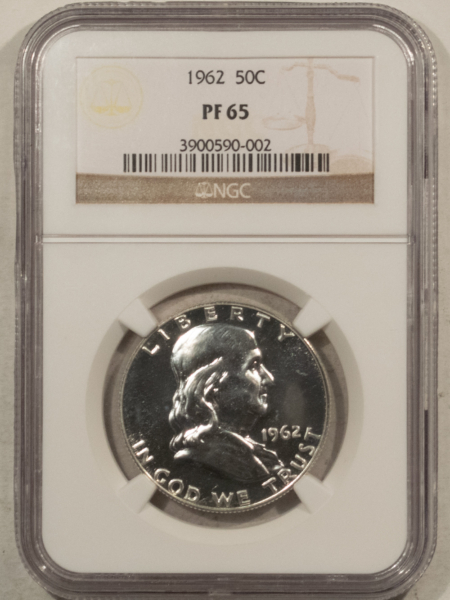 1962 50C
PF 65
3900590-002
NGC
LIBERTY
1962
IN GOD WE TRUST